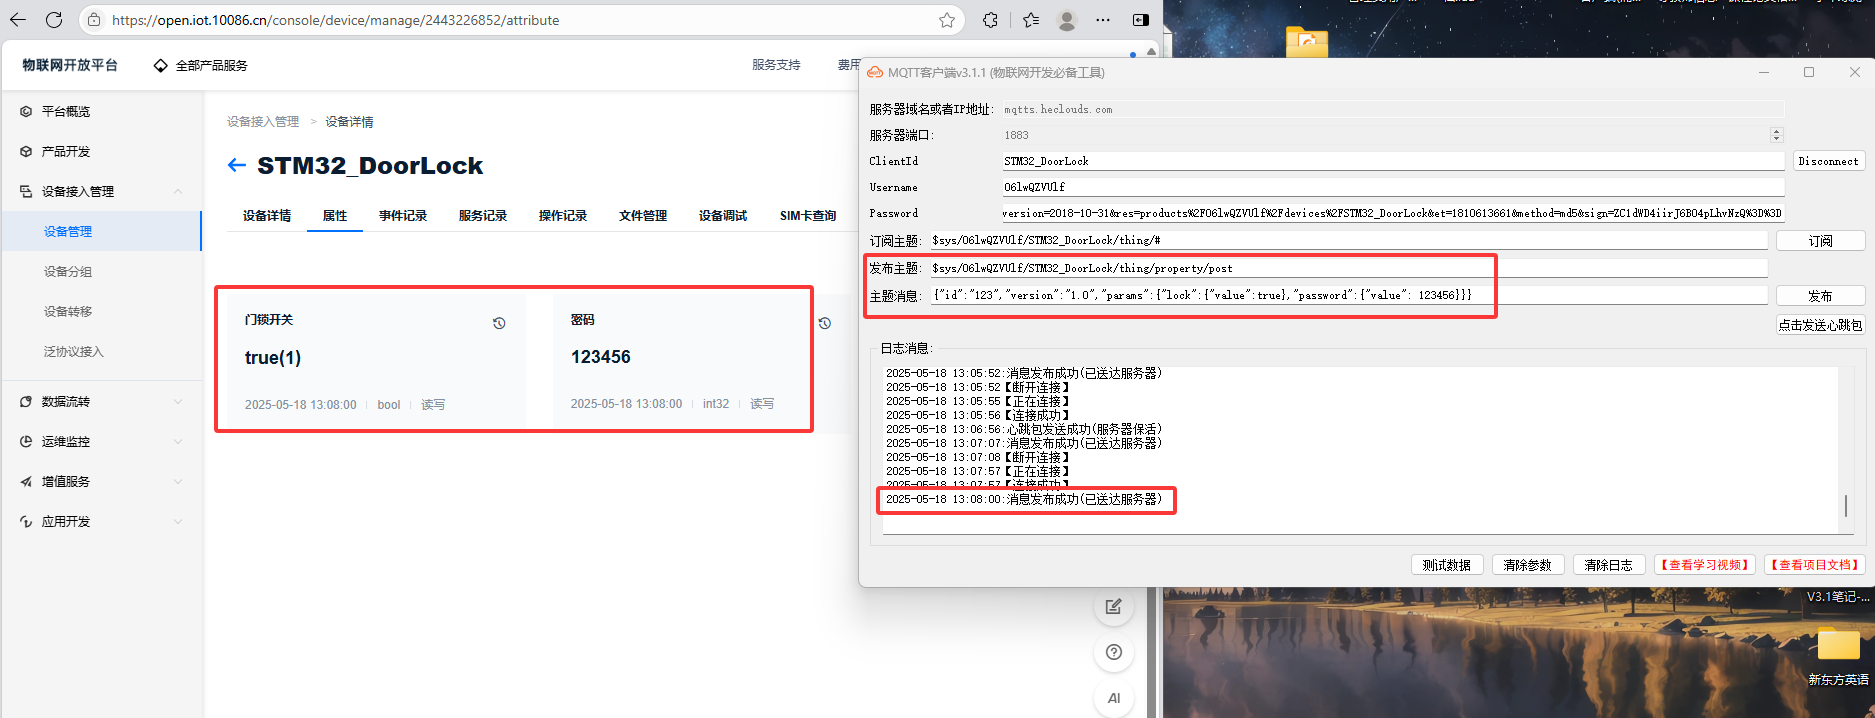 https://open.iot.10086.cn/console/device/manage/2443226852/attribute
物联网开放平台
全部产品服务
服务支持
费用
平台概览
产品开发
设备接入管理
设备管理
设备分组
设备转移
泛协议接入
数据流转
运维监控
增值服务
应用开发
设备接入管理 > 设备详情
STM32_DoorLock
设备详情 属性 事件记录 服务记录 操作记录 文件管理 设备调试 SIM卡查询
门锁开关
true(1)
2025-05-18 13:08:00 bool 读写
密码
123456
2025-05-18 13:08:00 int32 读写
AI
MQTT客户端v3.1.1 (物联网开发必备工具)
服务器域名或者IP地址: mqtts.heclouds.com
服务器端口: 1883
ClientId STM32_DoorLock Disconnect
Username O6lwQZVUlf
Password version=2018-10-31&res=products%2FO6lwQZVUlf%2Fdevices%2FSTM32_DoorLock&et=1810613661&method=md5&sign=ZC1dWD4iirJ6BO4pLhvNzQ%3D%3D
订阅主题: $sys/O6lwQZVUlf/STM32_DoorLock/thing/# 订阅
发布主题: $sys/O6lwQZVUlf/STM32_DoorLock/thing/property/post
主题消息: {"id":"123","version":"1.0","params":{"lock":{"value":true},"password":{"value": 123456}}} 发布
点击发送心跳包
日志消息:
2025-05-18 13:05:52:消息发布成功(已送达服务器)
2025-05-18 13:05:52【断开连接】
2025-05-18 13:05:55【正在连接】
2025-05-18 13:05:56【连接成功】
2025-05-18 13:06:56:心跳包发送成功(服务器保活)
2025-05-18 13:07:07:消息发布成功(已送达服务器)
2025-05-18 13:07:08【断开连接】
2025-05-18 13:07:57【正在连接】
2025-05-18 13:07:57【连接成功】
2025-05-18 13:08:00:消息发布成功(已送达服务器)
测试数据 清除参数 清除日志 【查看学习视频】 【查看项目文档】
V3.1笔记-...
新东方英语